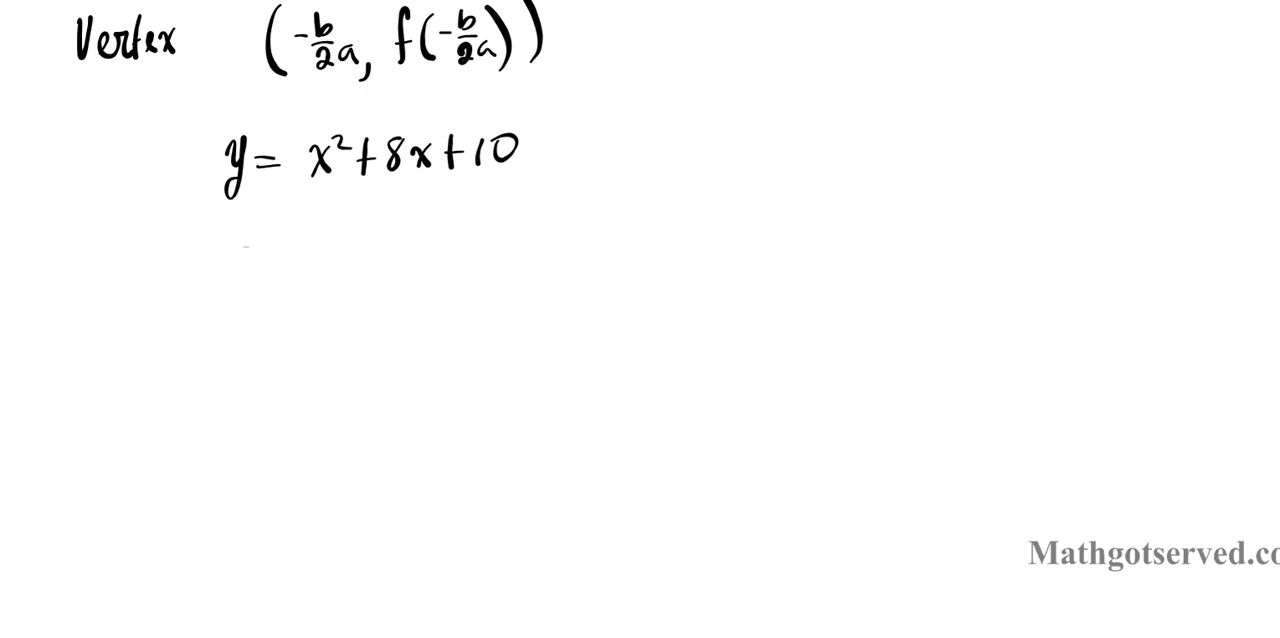 Vertex (-b/2a, f(-b/2a))
y = x² + 8x + 10
Mathgotserved.co